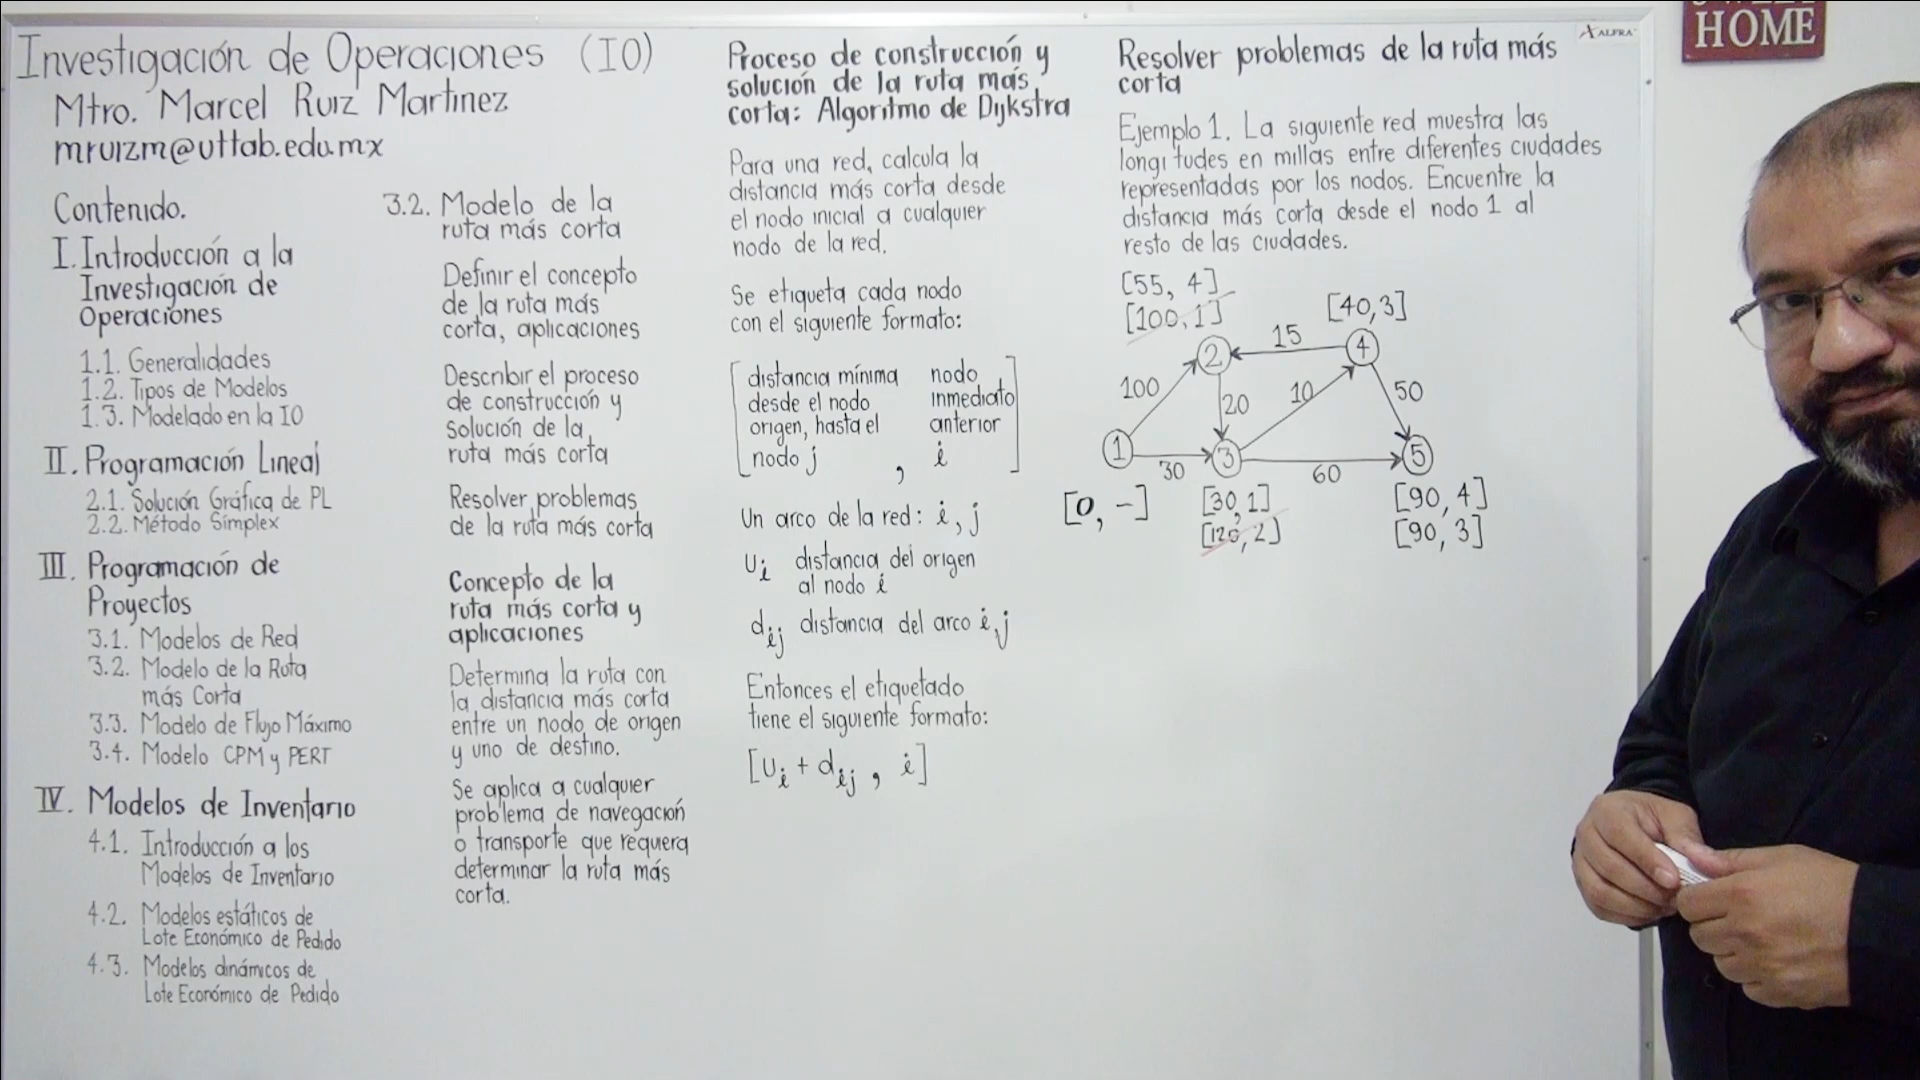 Investigación de Operaciones (IO)
Mtro. Marcel Ruiz Martinez
mruizm@uttab.edu.mx
Contenido.
I. Introducción a la
Investigación de
Operaciones
1.1. Generalidades
1.2. Tipos de Modelos
1.3. Modelado en la IO
II. Programación Lineal
2.1. Solución Gráfica de PL
2.2. Método Simplex
III. Programación de
Proyectos
3.1. Modelos de Red
3.2. Modelo de la Ruta
más Corta
3.3. Modelo de Flujo Máximo
3.4. Modelo CPM y PERT
IV. Modelos de Inventario
4.1. Introducción a los
Modelos de Inventario
4.2. Modelos estáticos de
Lote Económico de Pedido
4.3. Modelos dinámicos de
Lote Económico de Pedido
3.2. Modelo de la
ruta más corta
Definir el concepto
de la ruta más
corta, aplicaciones
Describir el proceso
de construcción y
solución de la
ruta más corta
Resolver problemas
de la ruta más corta
Concepto de la
ruta más corta y
aplicaciones
Determina la ruta con
la distancia más corta
entre un nodo de origen
y uno de destino.
Se aplica a cualquier
problema de navegación
o transporte que requiera
determinar la ruta más
corta.
Proceso de construcción y
solución de la ruta más
corta: Algoritmo de Dijkstra
Para una red, calcula la
distancia más corta desde
el nodo inicial a cualquier
nodo de la red.
Se etiqueta cada nodo
con el siguiente formato:
[distancia mínima nodo
desde el nodo inmediato
origen, hasta el anterior
nodo j , i]
Un arco de la red: i, j
Ui distancia del origen
al nodo i
dij distancia del arco i,j
Entonces el etiquetado
tiene el siguiente formato:
[Ui + dij , i]
Resolver problemas de la ruta más
corta
Ejemplo 1. La siguiente red muestra las
longitudes en millas entre diferentes ciudades
representadas por los nodos. Encuentre la
distancia más corta desde el nodo 1 al
resto de las ciudades.
[55, 4]
[100, 1]
[40,3]
2
15
4
100
20
10
50
1
30
3
60
5
[0, -]
[30,1]
[120,2]
[90, 4]
[90, 3]
ALFRA
HOME